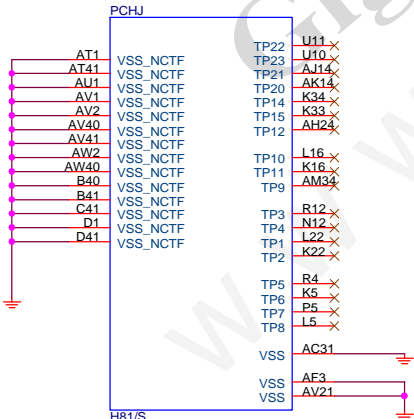 PCHJ
AT1 VSS_NCTF TP22 U11
AT41 VSS_NCTF TP23 U10
AU1 VSS_NCTF TP21 AJ14
AV1 VSS_NCTF TP20 AK14
AV2 VSS_NCTF TP14 K34
AV40 VSS_NCTF TP15 K33
AV41 VSS_NCTF TP12 AH24
AW2 VSS_NCTF TP10 L16
AW40 VSS_NCTF TP11 K16
B40 VSS_NCTF TP9 AM34
B41 VSS_NCTF
C41 VSS_NCTF TP3 R12
D1 VSS_NCTF TP4 N12
D41 VSS_NCTF TP1 L22
TP2 K22
TP5 R4
TP6 K5
TP7 P5
TP8 L5
VSS AC31
VSS AF3
VSS AV21
H81/S